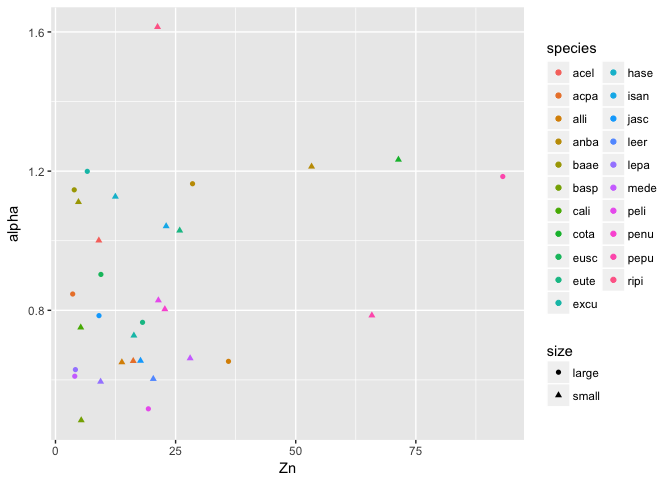 1.6
1.2
0.8
alpha
0
25
50
75
Zn
species
acel
acpa
alli
anba
baae
basp
cali
cota
eusc
eute
excu
hase
isan
jasc
leer
lepa
mede
peli
penu
pepu
ripi
size
large
small